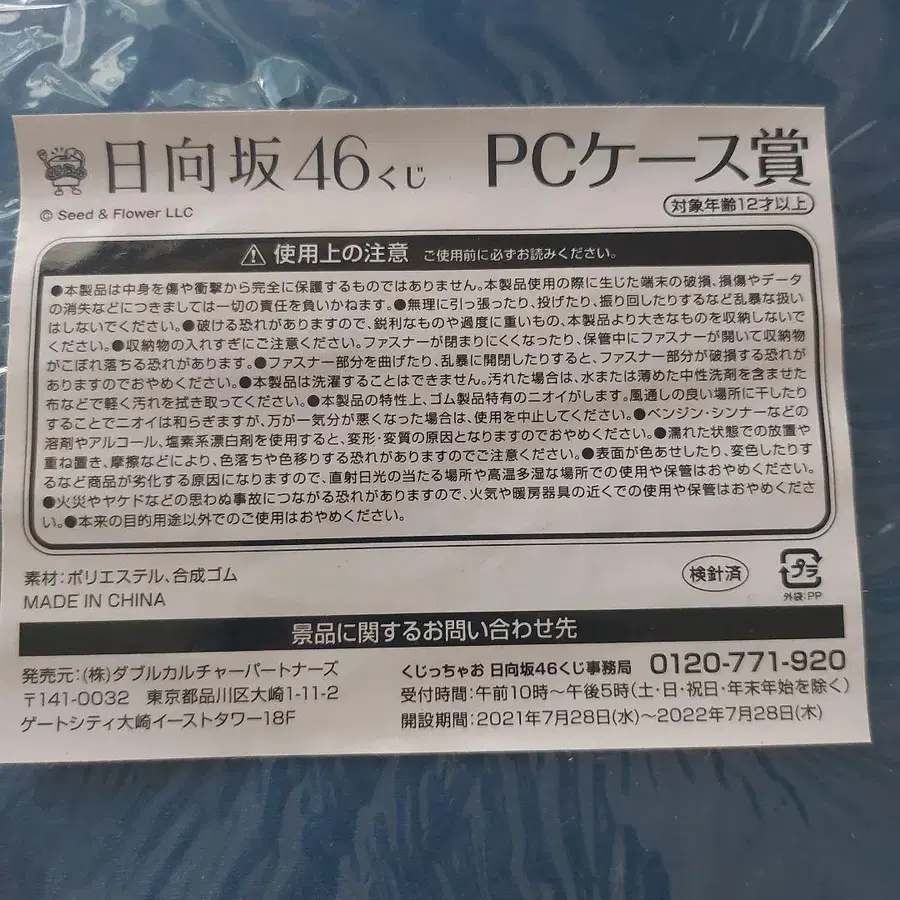 日向坂46くじ PCケース賞
© Seed & Flower LLC
対象年齢12才以上
使用上の注意 ご使用前に必ずお読みください。
●本製品は中身を傷や衝撃から完全に保護するものではありません。本製品使用の際に生じた端末の破損、損傷やデータ
の消失などにつきましては一切の責任を負いかねます。●無理に引っ張ったり、投げたり、振り回したりするなど乱暴な扱い
はしないでください。●破ける恐れがありますので、鋭利なものや過度に重いもの、本製品より大きなものを収納しないで
ください。●収納物の入れすぎにご注意ください。ファスナーが閉まりにくくなったり、保管中にファスナーが開いて収納物
がこぼれ落ちる恐れがあります。●ファスナー部分を曲げたり、乱暴に開閉したりすると、ファスナー部分が破損する恐れが
ありますのでおやめください。●本製品は洗濯することはできません。汚れた場合は、水または薄めた中性洗剤を含ませた
布などで軽く汚れを拭き取ってください。●本製品の特性上、ゴム製品特有のニオイがします。風通しの良い場所に干したり
することでニオイは和らぎますが、万が一気分が悪くなった場合は、使用を中止してください。●ベンジン・シンナーなどの
溶剤やアルコール、塩素系漂白剤を使用すると、変形・変質の原因となりますのでおやめください。●濡れた状態での放置や
重ね置き、摩擦などにより、色落ちや色移りする恐れがありますのでご注意ください。●表面が色あせしたり、変色したりす
るなど商品が劣化する原因になりますので、直射日光の当たる場所や高温多湿な場所での使用や保管はおやめください。
●火災やヤケドなどの思わぬ事故につながる恐れがありますので、火気や暖房器具の近くでの使用や保管はおやめくださ
い。●本来の目的用途以外でのご使用はおやめください。
素材:ポリエステル、合成ゴム
MADE IN CHINA
検針済
プラ
外袋:PP
景品に関するお問い合わせ先
発売元:(株)ダブルカルチャーパートナーズ
〒141-0032 東京都品川区大崎1-11-2
ゲートシティ大崎イーストタワー18F
くじっちゃお 日向坂46くじ事務局 0120-771-920
受付時間:午前10時～午後5時(土・日・祝日・年末年始を除く)
開設期間:2021年7月28日(水)～2022年7月28日(木)